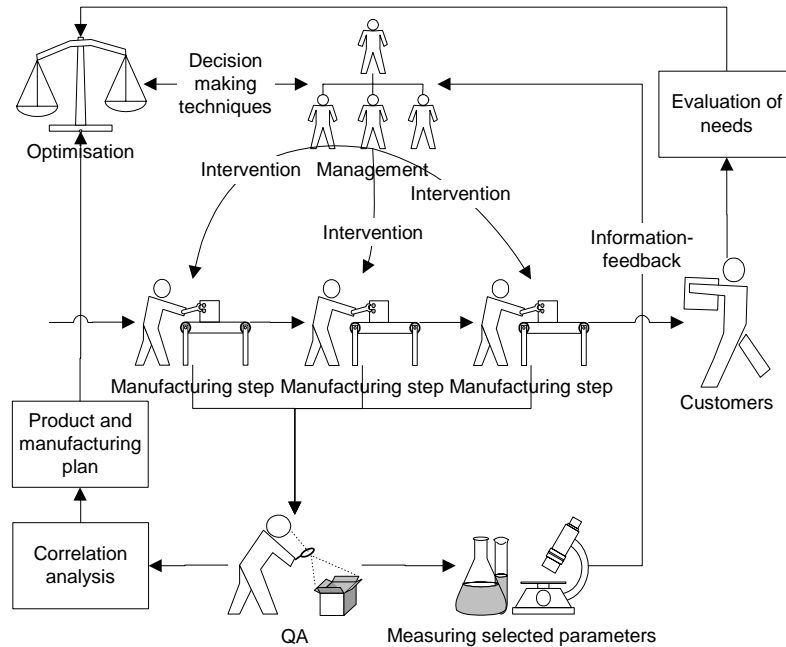 Decision
making
techniques
Evaluation of
needs
Optimisation
Management
Intervention
Intervention
Intervention
Information-
feedback
Manufacturing step
Manufacturing step
Manufacturing step
Customers
Product and
manufacturing
plan
Correlation
analysis
QA
Measuring selected parameters